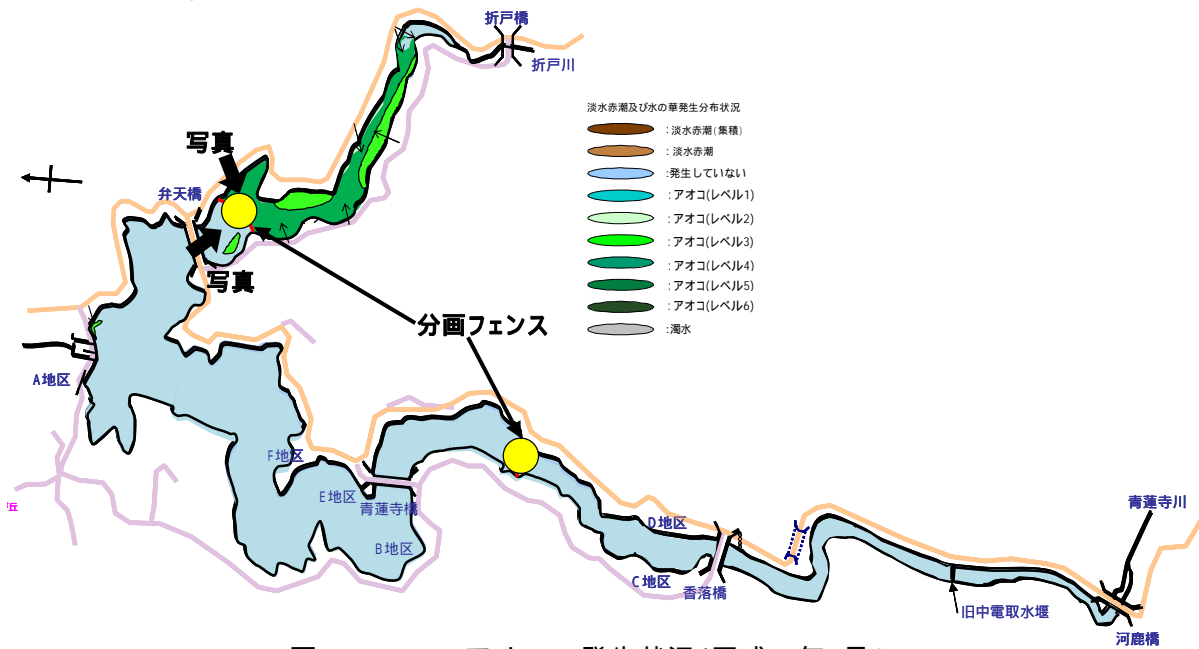 折戸橋
折戸川
淡水赤潮及び水の華発生分布状況
：淡水赤潮(集積)
：淡水赤潮
:発生していない
：アオコ(レベル1)
：アオコ(レベル2)
：アオコ(レベル3)
：アオコ(レベル4)
：アオコ(レベル5)
：アオコ(レベル6)
:濁水
写真
弁天橋
写真
分画フェンス
A地区
F地区
E地区
青蓮寺橋
B地区
D地区
C地区
香落橋
青蓮寺川
旧中電取水堰
河鹿橋